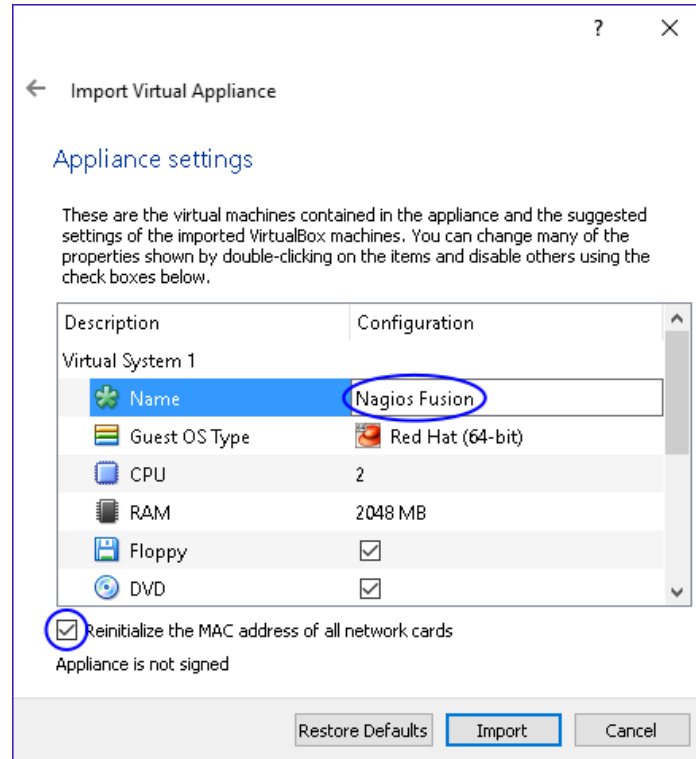 ?
Import Virtual Appliance
Appliance settings
These are the virtual machines contained in the appliance and the suggested
settings of the imported VirtualBox machines. You can change many of the
properties shown by double-clicking on the items and disable others using the
check boxes below.
Description Configuration
Virtual System 1
Name Nagios Fusion
Guest OS Type Red Hat (64-bit)
CPU 2
RAM 2048 MB
Floppy
DVD
Reinitialize the MAC address of all network cards
Appliance is not signed
Restore Defaults Import Cancel